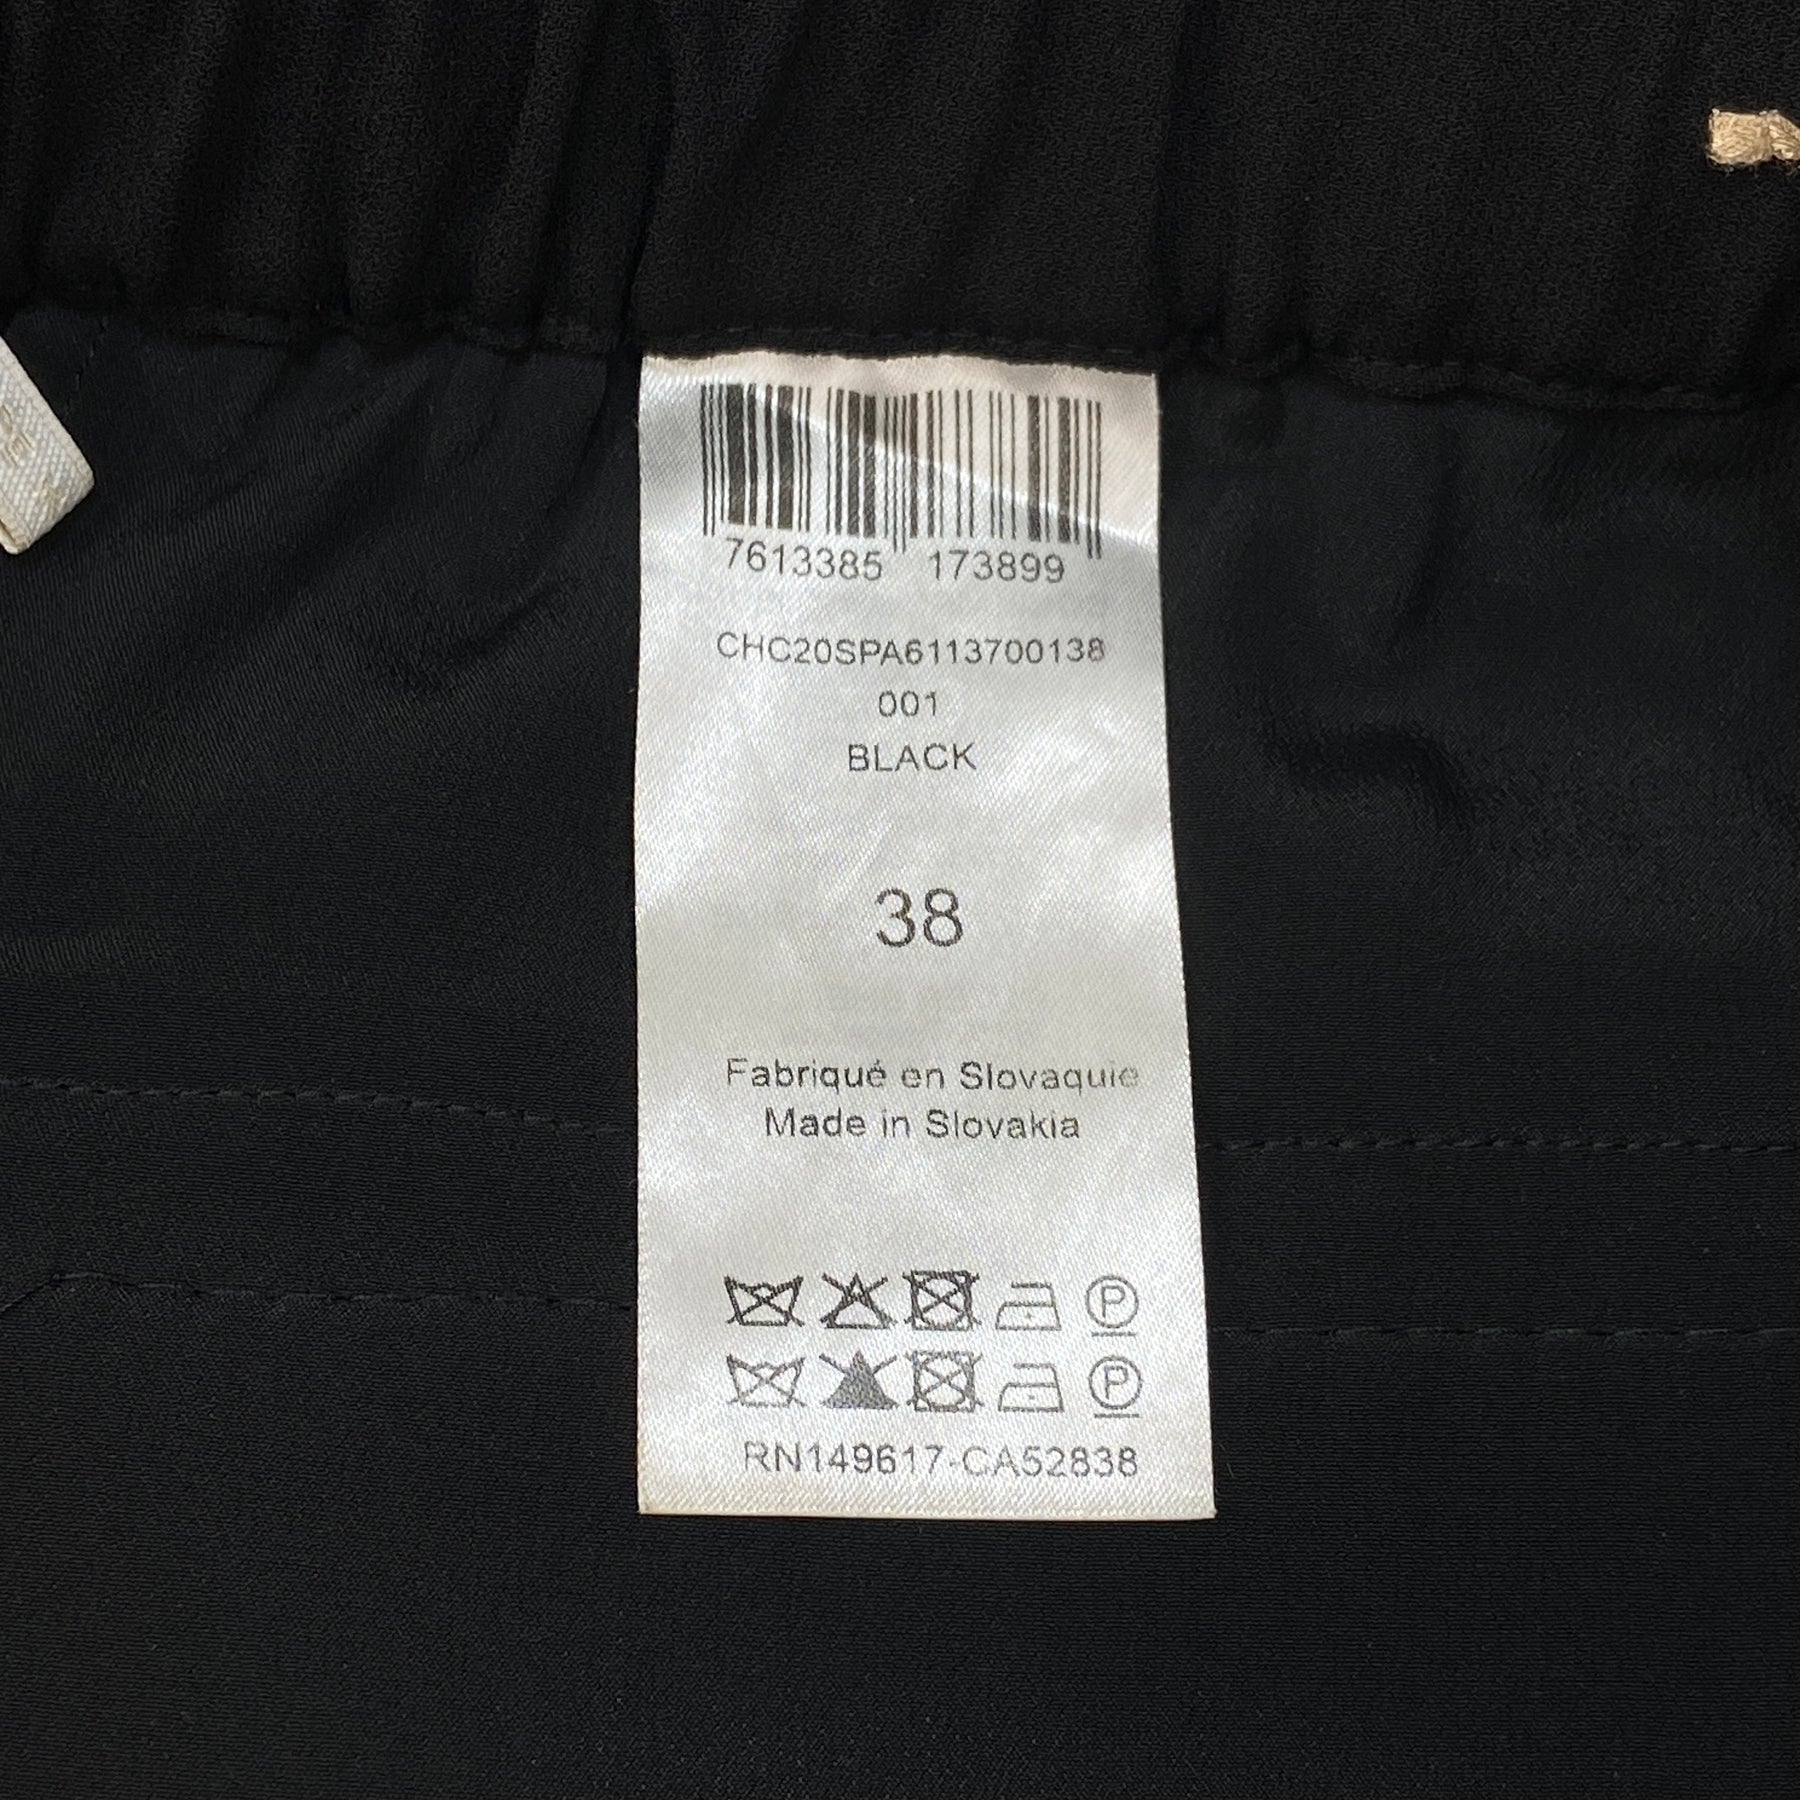 7613385 173899
CHC20SPA6113700138
001
BLACK
38
Fabriqué en Slovaquie
Made in Slovakia
P
P
RN149617-CA52838